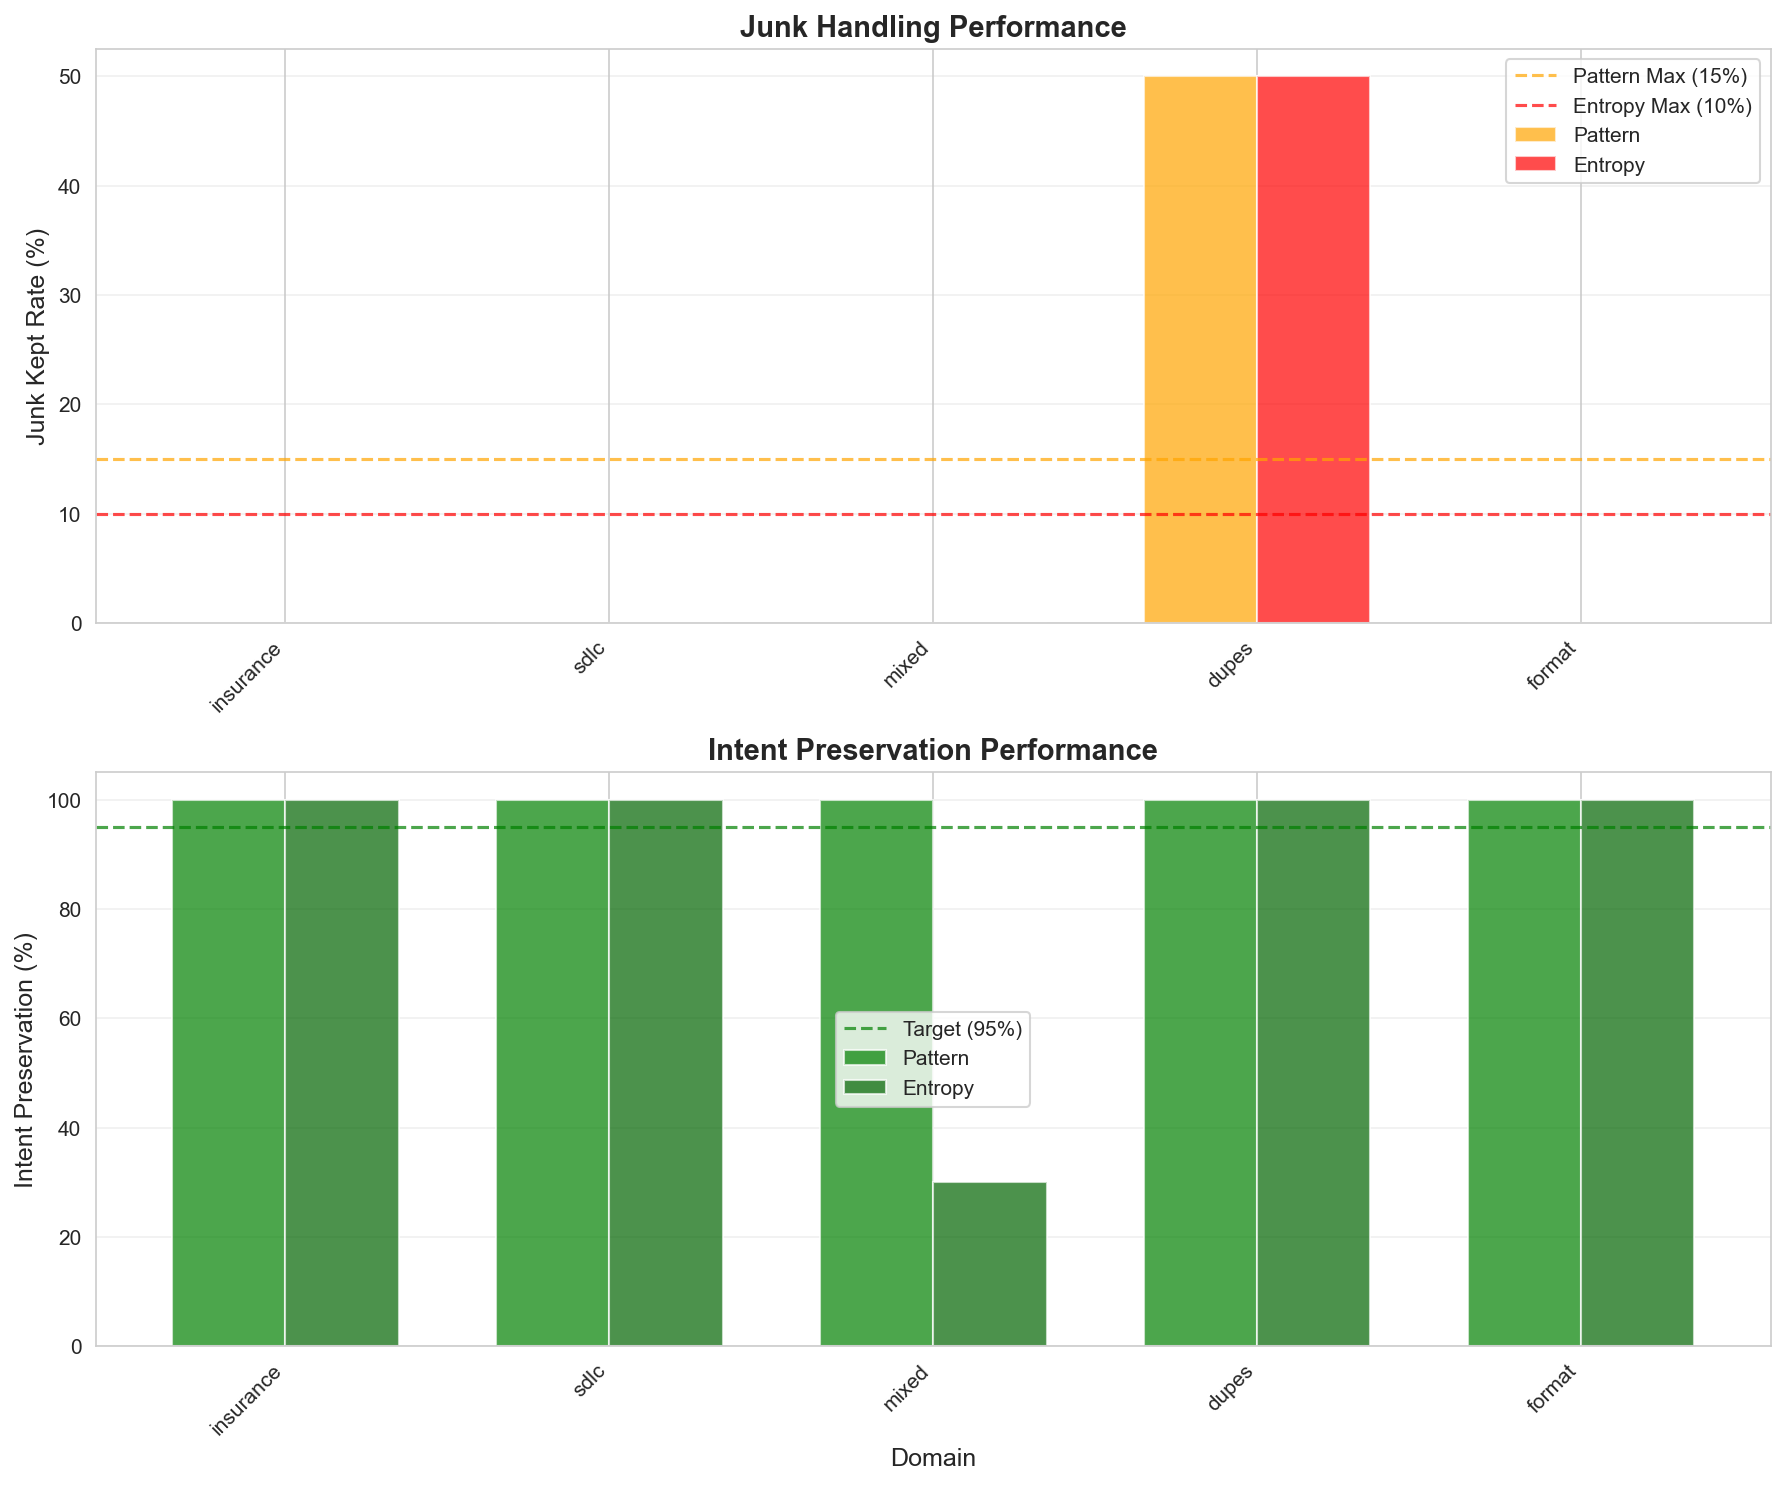 Junk Handling Performance
Pattern Max (15%)
Entropy Max (10%)
Pattern
Entropy
Junk Kept Rate (%)
50
40
30
20
10
0
insurance
sdlc
mixed
dupes
format
Intent Preservation Performance
Intent Preservation (%)
100
80
60
40
20
0
Target (95%)
Pattern
Entropy
insurance
sdlc
mixed
dupes
format
Domain